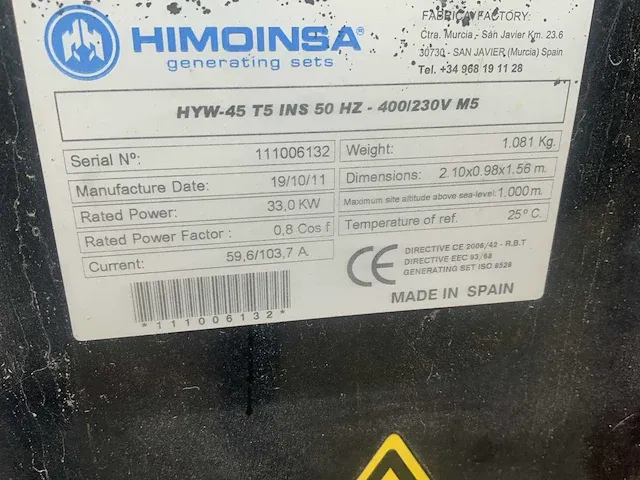 HIMOINSA®
generating sets
FABRICA/FACTORY:
Ctra. Murcia - San Javier Km. 23.6
30730 - SAN JAVIER (Murcia) Spain
Tel. +34 968 19 11 28
HYW-45 T5 INS 50 HZ - 400/230V M5
Serial Nº: 111006132
Manufacture Date: 19/10/11
Rated Power: 33,0 KW
Rated Power Factor : 0,8 Cos f
Current: 59,6/103,7 A.
Weight: 1.081 Kg.
Dimensions: 2.10x0.98x1.56 m.
Maximum site altitude above sea-level: 1.000 m.
Temperature of ref. 25° C.
*111006132*
CE
DIRECTIVE CE 2006/42 - R.B.T
DIRECTIVE EEC 93/68
GENERATING SET ISO 8528
MADE IN SPAIN